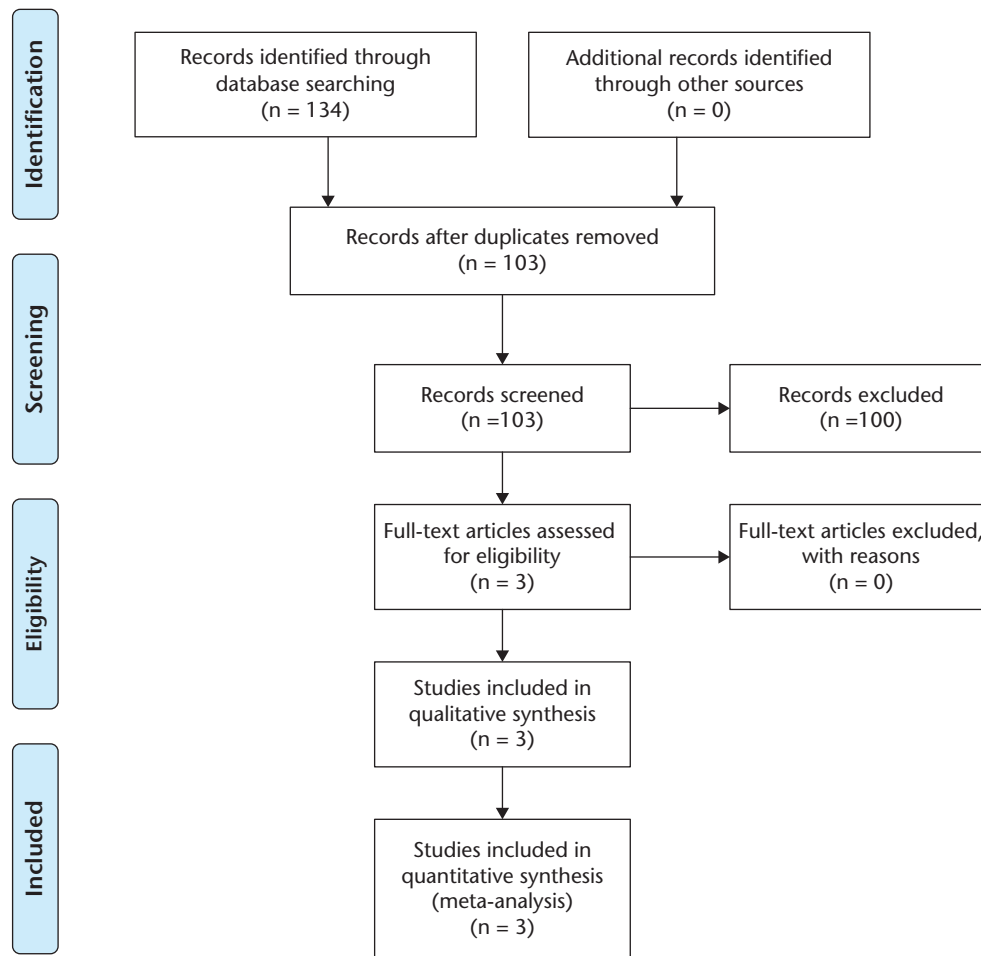 Identification
Records identified through
database searching
(n = 134)
Additional records identified
through other sources
(n = 0)
Records after duplicates removed
(n = 103)
Screening
Records screened
(n =103)
Records excluded
(n =100)
Eligibility
Full-text articles assessed
for eligibility
(n = 3)
Full-text articles excluded,
with reasons
(n = 0)
Studies included in
qualitative synthesis
(n = 3)
Included
Studies included in
quantitative synthesis
(meta-analysis)
(n = 3)